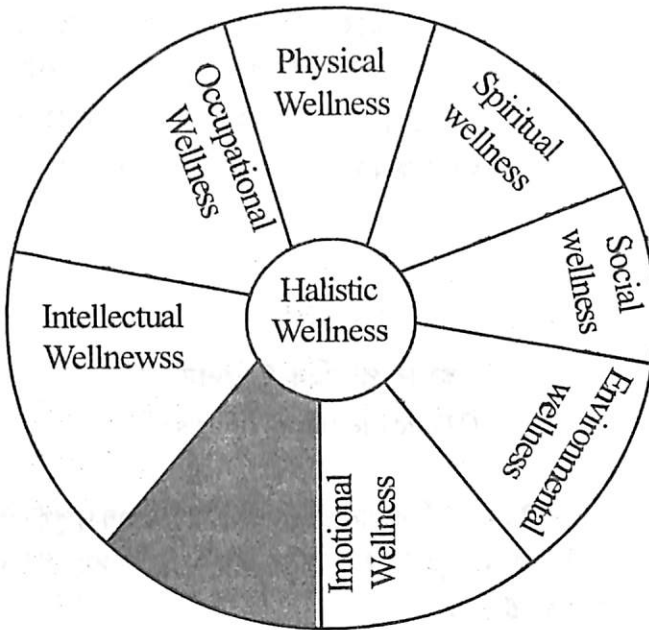 Physical
Wellness
Spiritual
wellness
Social
wellness
Environmental
wellness
Imotional
Wellness
Intellectual
Wellnewss
Occupational
Wellness
Halistic
Wellness